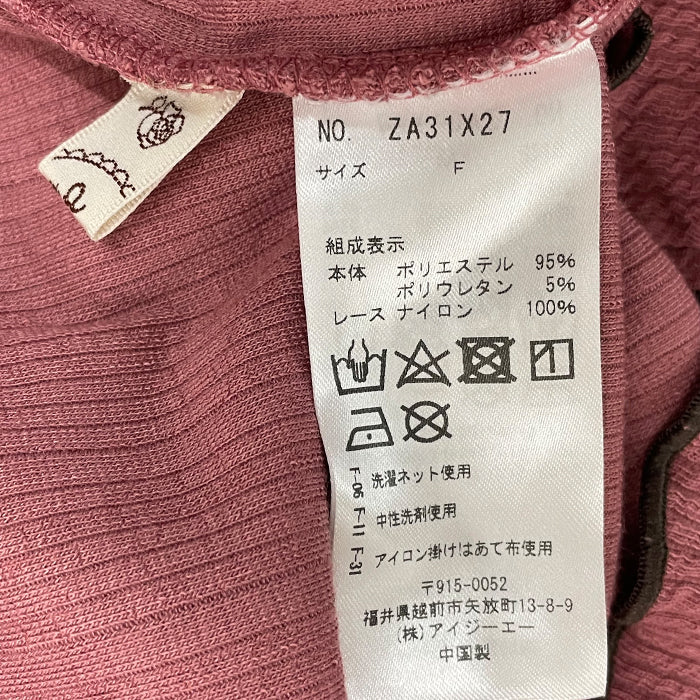 NO. ZA31X27
サイズ F
組成表示
本体 ポリエステル 95%
ポリウレタン 5%
レース ナイロン 100%
F-06 洗濯ネット使用
F-11 中性洗剤使用
F-31 アイロン掛け!はあて布使用
〒915-0052
福井県越前市矢放町13-8-9
(株)アイジーエー
中国製